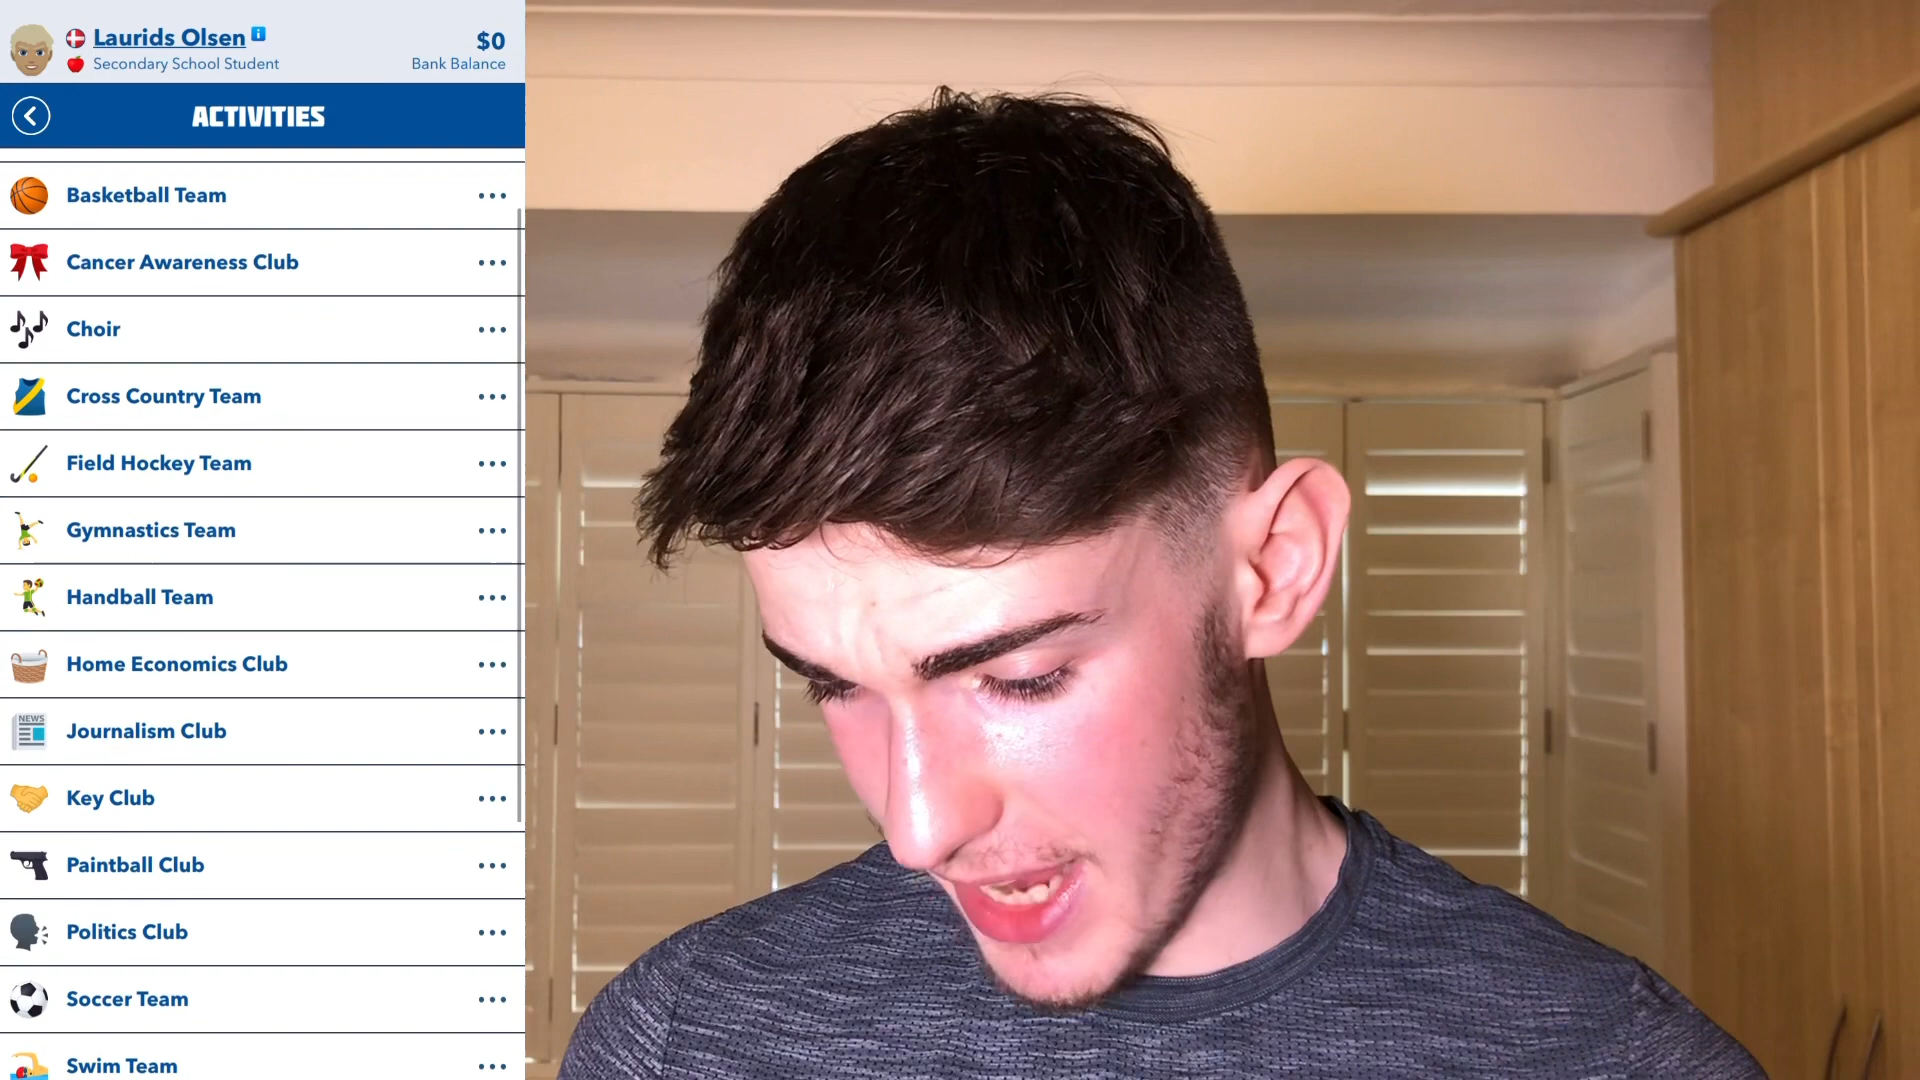 Laurids Olsen
$0
Secondary School Student
Bank Balance
ACTIVITIES
Basketball Team
Cancer Awareness Club
Choir
Cross Country Team
Field Hockey Team
Gymnastics Team
Handball Team
Home Economics Club
NEWS
Journalism Club
Key Club
Paintball Club
Politics Club
Soccer Team
Swim Team